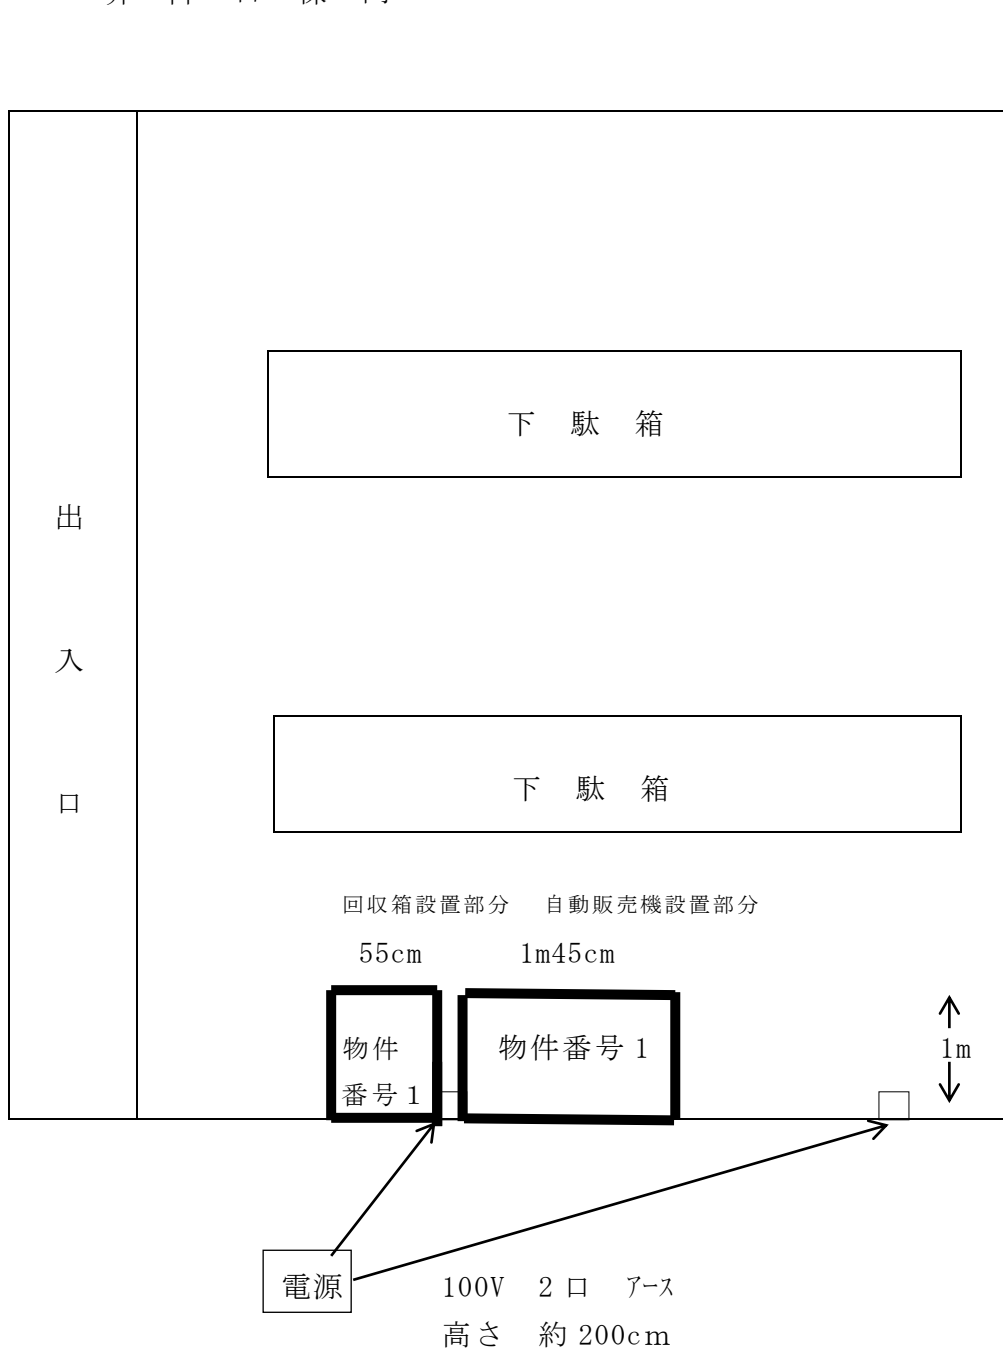 下 駄 箱
出
入
口
下 駄 箱
回収箱設置部分 自動販売機設置部分
55cm 1m45cm
物件
番号1
物件番号1
1m
電源
100V 2口 ｱｰｽ
高さ 約200cm